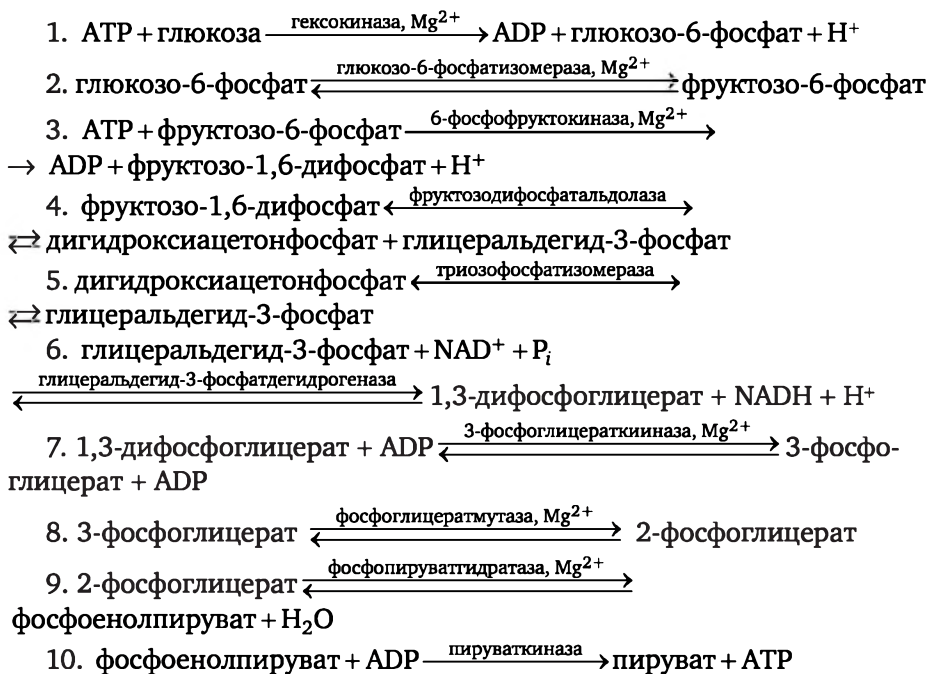 1. ATP + глюкоза гексокиназа, Mg²⁺ → ADP + глюкозо-6-фосфат + H⁺
2. глюкозо-6-фосфат глюкозо-6-фосфатизомераза, Mg²⁺ ⇄ фруктозо-6-фосфат
3. ATP + фруктозо-6-фосфат 6-фосфофруктокиназа, Mg²⁺ →
→ ADP + фруктозо-1,6-дифосфат + H⁺
4. фруктозо-1,6-дифосфат фруктозодифосфатальдолаза ⟷
⇄ дигидроксиацетонфосфат + глицеральдегид-3-фосфат
5. дигидроксиацетонфосфат триозофосфатизомераза ⟷
⇄ глицеральдегид-3-фосфат
6. глицеральдегид-3-фосфат + NAD⁺ + Pᵢ
глицеральдегид-3-фосфатдегидрогеназа ⇄ 1,3-дифосфоглицерат + NADH + H⁺
7. 1,3-дифосфоглицерат + ADP 3-фосфоглицераткииназа, Mg²⁺ ⇄ 3-фосфо-
глицерат + ADP
8. 3-фосфоглицерат фосфоглицератмутаза, Mg²⁺ ⇄ 2-фосфоглицерат
9. 2-фосфоглицерат фосфопируватгидратаза, Mg²⁺ ⇄
фосфоенолпируват + H₂O
10. фосфоенолпируват + ADP пируваткиназа → пируват + ATP